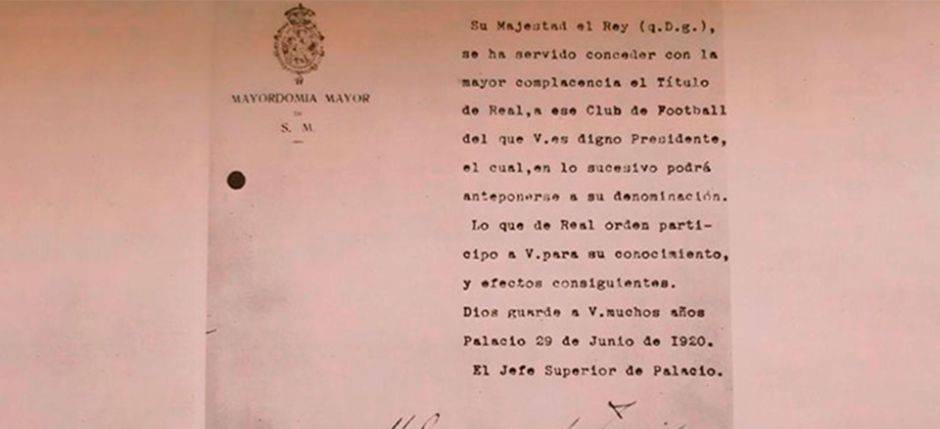 MAYORDOMIA MAYOR
DE
S. M.
Su Majestad el Rey (q.D.g.),
se ha servido conceder con la
mayor complacencia el Título
de Real,a ese Club de Football
del que V.es digno Presidente,
el cual,en lo sucesivo podrá
anteponerse a su denominación.
Lo que de Real orden parti-
cipo a V.para su conocimiento,
y efectos consiguientes.
Dios guarde a V.muchos años
Palacio 29 de Junio de 1920.
El Jefe Superior de Palacio.